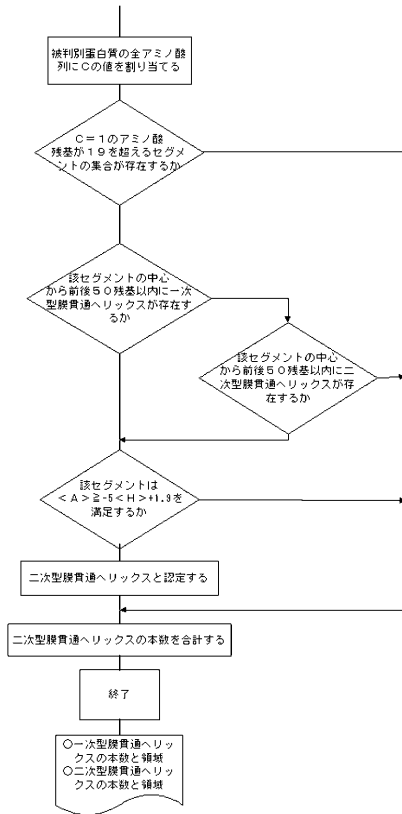 被判別蛋白質の全アミノ酸
列にCの値を割り当てる
C=1のアミノ酸
残基が19を超えるセグメ
ントの集合が存在するか
該セグメントの中心
から前後50残基以内に一次
型膜貫通ヘリックスが存在す
るか
該セグメントの中心
から前後50残基以内に二
次型膜貫通ヘリックスが存
在するか
該セグメントは
<A>≧-5<H>+1.9を
満足するか
二次型膜貫通ヘリックスと認定する
二次型膜貫通ヘリックスの本数を合計する
終了
○一次型膜貫通ヘリッ
クスの本数と領域
○二次型膜貫通ヘリッ
クスの本数と領域